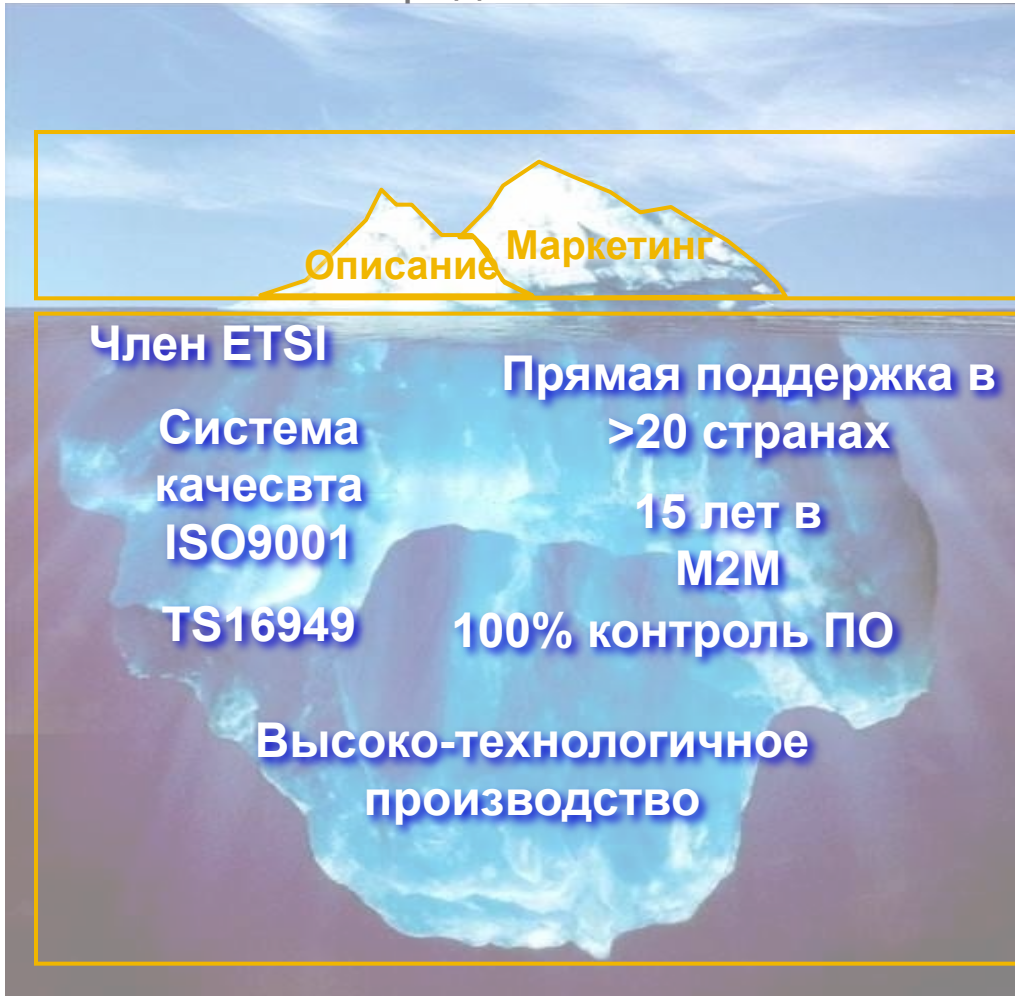 Описание
Маркетинг
Член ETSI
Система
качесвта
ISO9001
TS16949
Прямая поддержка в
>20 странах
15 лет в
M2M
100% контроль ПО
Высоко-технологичное
производство